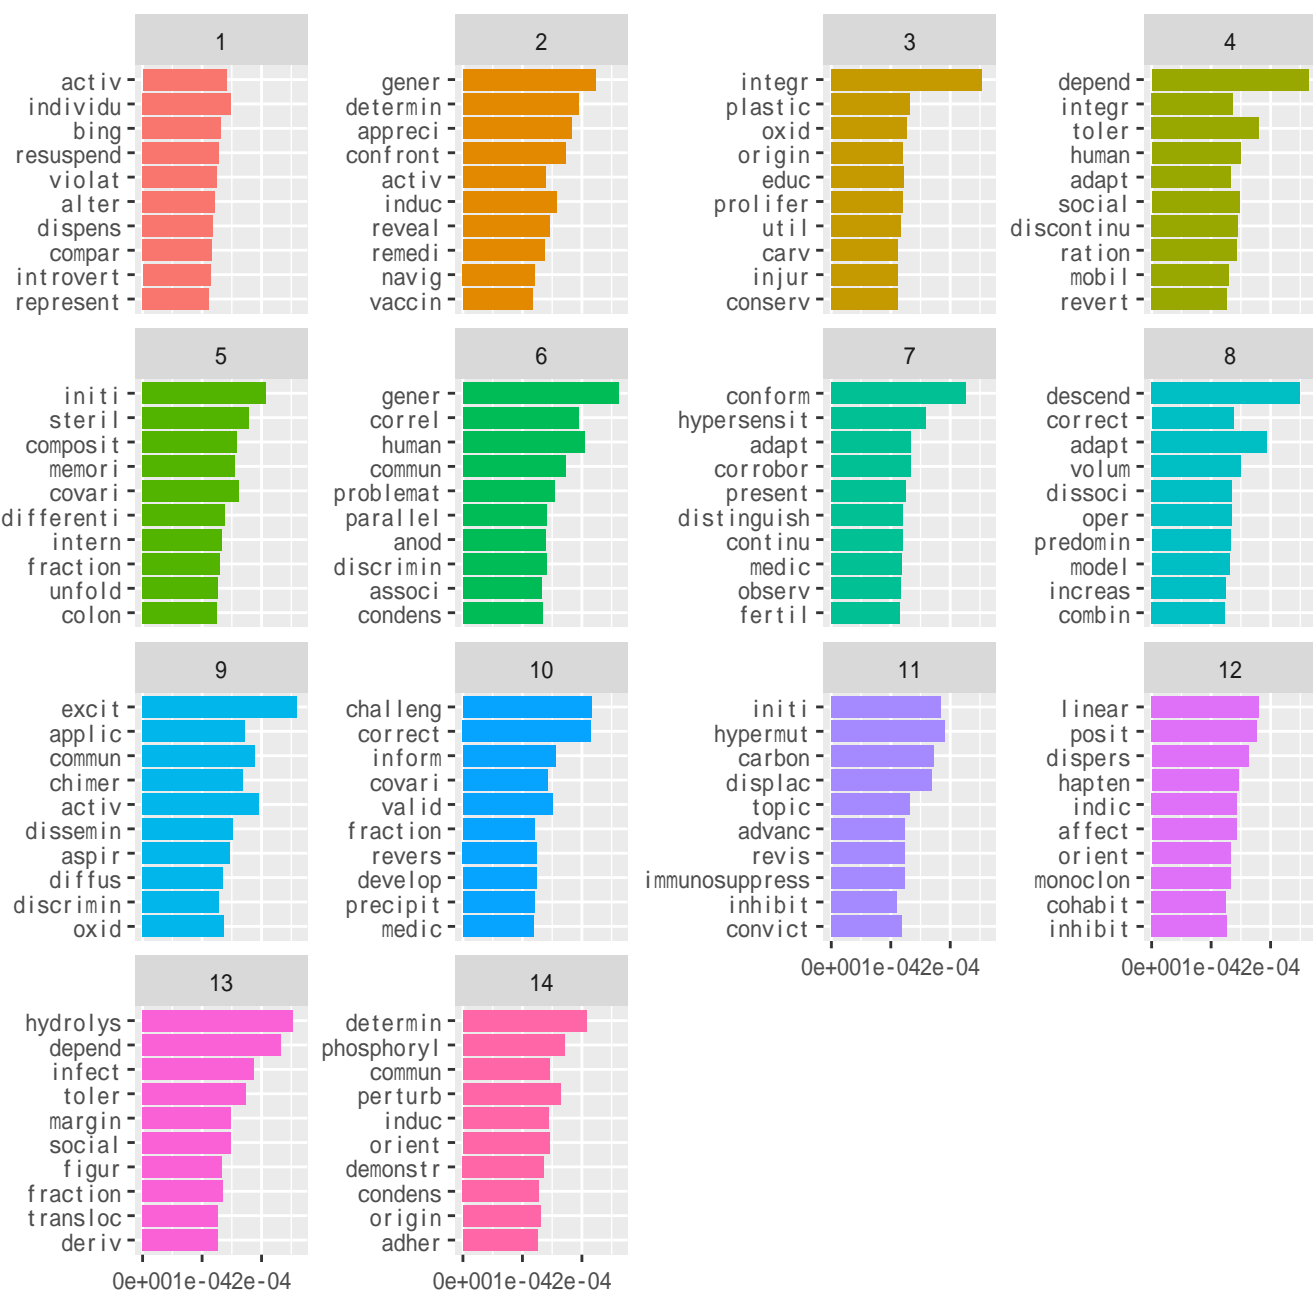 1
activ
individu
bing
resuspend
violat
alter
dispens
compar
introvert
represent
2
gener
determin
appreci
confront
activ
induc
reveal
remedi
navig
vaccin
3
integr
plastic
oxid
origin
educ
prolifer
util
carv
injur
conserv
4
depend
integr
toler
human
adapt
social
discontinu
ration
mobil
revert
5
initi
steril
composit
memori
covari
differenti
intern
fraction
unfold
colon
6
gener
correl
human
commun
problemat
parallel
anod
discrimin
associ
condens
7
conform
hypersensit
adapt
corrobor
present
distinguish
continu
medic
observ
fertil
8
descend
correct
adapt
volum
dissoci
oper
predomin
model
increas
combin
9
excit
applic
commun
chimer
activ
dissemin
aspir
diffus
discrimin
oxid
10
challeng
correct
inform
covari
valid
fraction
revers
develop
precipit
medic
11
initi
hypermut
carbon
displac
topic
advanc
revis
immunosuppress
inhibit
convict
0e+00 1e-04 2e-04
12
linear
posit
dispers
hapten
indic
affect
orient
monoclon
cohabit
inhibit
0e+00 1e-04 2e-04
13
hydrolys
depend
infect
toler
margin
social
figur
fraction
transloc
deriv
0e+00 1e-04 2e-04
14
determin
phosphoryl
commun
perturb
induc
orient
demonstr
condens
origin
adher
0e+00 1e-04 2e-04